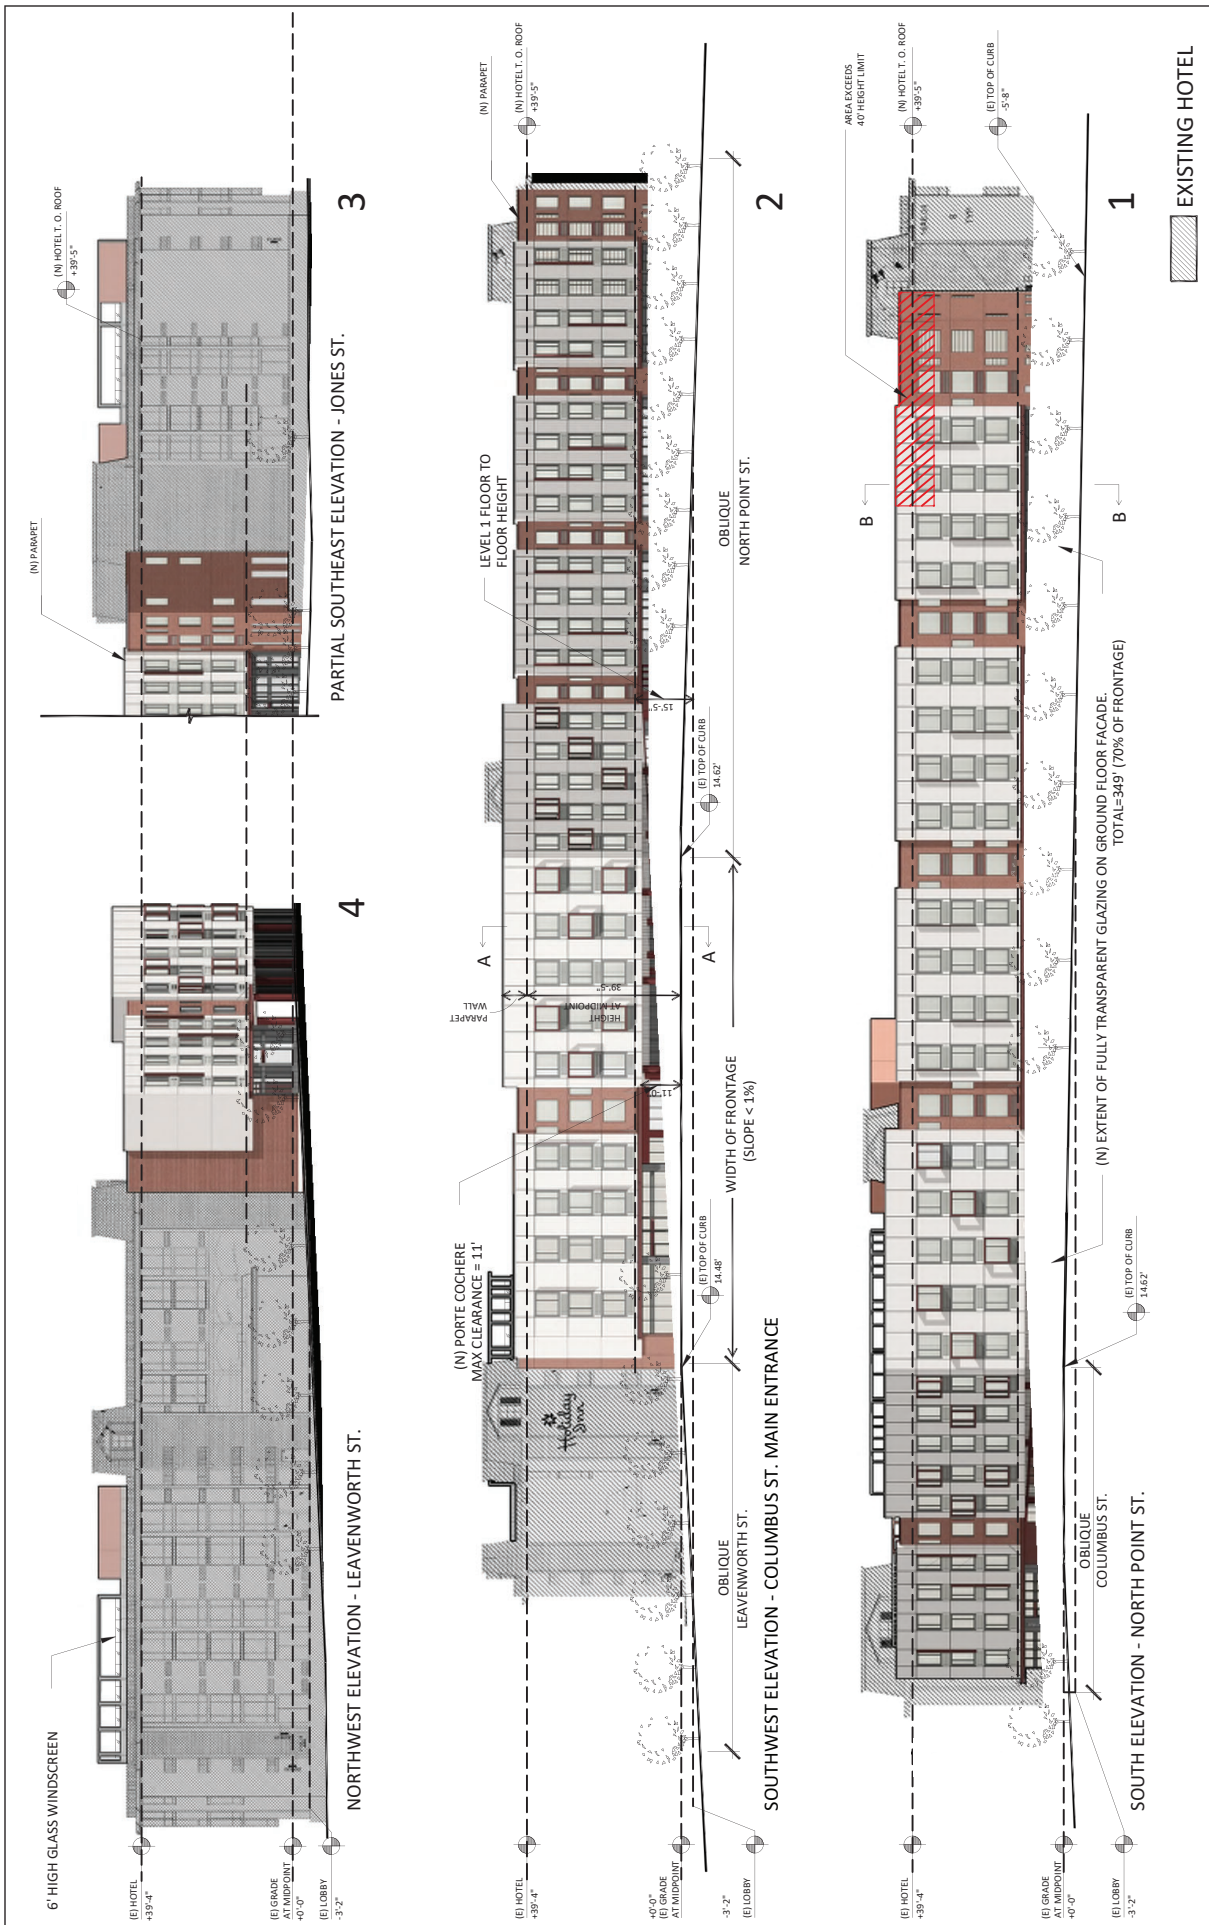 6' HIGH GLASS WINDSCREEN
(E) HOTEL
+39'-4"
(E) GRADE
AT MIDPOINT
+0'-0"
(E) LOBBY
-3'-2"
NORTHWEST ELEVATION - LEAVENWORTH ST.
4
(N) PARAPET
(N) HOTEL T. O. ROOF
+39'-5"
PARTIAL SOUTHEAST ELEVATION - JONES ST.
3
(E) HOTEL
+39'-4"
+0'-0"
(E) GRADE
AT MIDPOINT
-3'-2"
(E) LOBBY
Holiday
Inn
(N) PORTE COCHERE
MAX CLEARANCE = 11'
A
PARAPET
WALL
HEIGHT
AT MIDPOINT
39'-5"
11'-0"
A
LEVEL 1 FLOOR TO
FLOOR HEIGHT
15'-5"
(N) PARAPET
(N) HOTEL T. O. ROOF
+39'-5"
(E) TOP OF CURB
14.48'
(E) TOP OF CURB
14.62'
OBLIQUE
LEAVENWORTH ST.
WIDTH OF FRONTAGE
(SLOPE < 1%)
OBLIQUE
NORTH POINT ST.
SOUTHWEST ELEVATION - COLUMBUS ST. MAIN ENTRANCE
2
(E) HOTEL
+39'-4"
(E) GRADE
AT MIDPOINT
+0'-0"
(E) LOBBY
-3'-2"
B
AREA EXCEEDS
40' HEIGHT LIMIT
(N) HOTEL T. O. ROOF
+39'-5"
(E) TOP OF CURB
-5'-8"
B
OBLIQUE
COLUMBUS ST.
(E) TOP OF CURB
14.62'
(N) EXTENT OF FULLY TRANSPARENT GLAZING ON GROUND FLOOR FACADE.
TOTAL=349' (70% OF FRONTAGE)
SOUTH ELEVATION - NORTH POINT ST.
1
EXISTING HOTEL